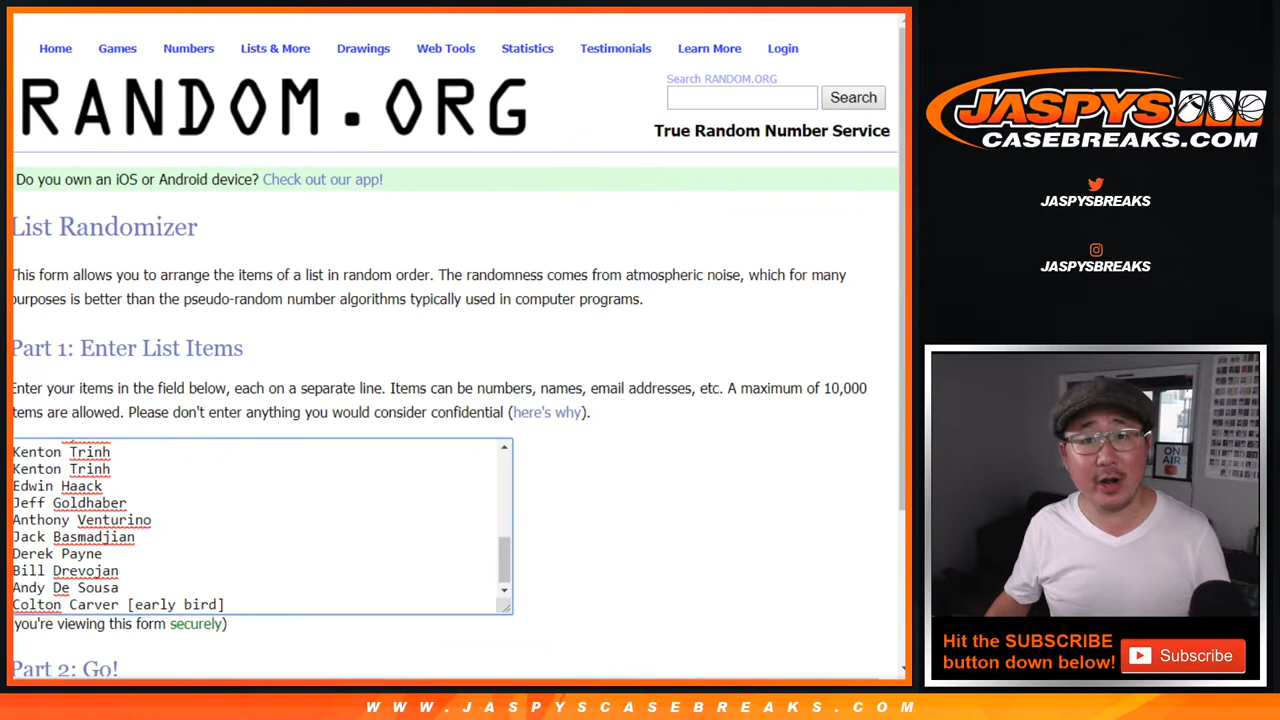 Home Games Numbers Lists & More Drawings Web Tools Statistics Testimonials Learn More Login
RANDOM.ORG
Search RANDOM.ORG
Search
True Random Number Service
Do you own an iOS or Android device? Check out our app!
List Randomizer
This form allows you to arrange the items of a list in random order. The randomness comes from atmospheric noise, which for many
purposes is better than the pseudo-random number algorithms typically used in computer programs.
Part 1: Enter List Items
Enter your items in the field below, each on a separate line. Items can be numbers, names, email addresses, etc. A maximum of 10,000
items are allowed. Please don't enter anything you would consider confidential (here's why).
Kenton Trinh
Kenton Trinh
Edwin Haack
Jeff Goldhaber
Anthony Venturino
Jack Basmadjian
Derek Payne
Bill Drevojan
Andy De Sousa
Colton Carver [early bird]
you're viewing this form securely)
Part 2: Go!
JASPYS
CASEBREAKS.COM
JASPYSBREAKS
JASPYSBREAKS
ON
AIR
Hit the SUBSCRIBE
button down below!
Subscribe
WWW.JASPYSCASEBREAKS.COM